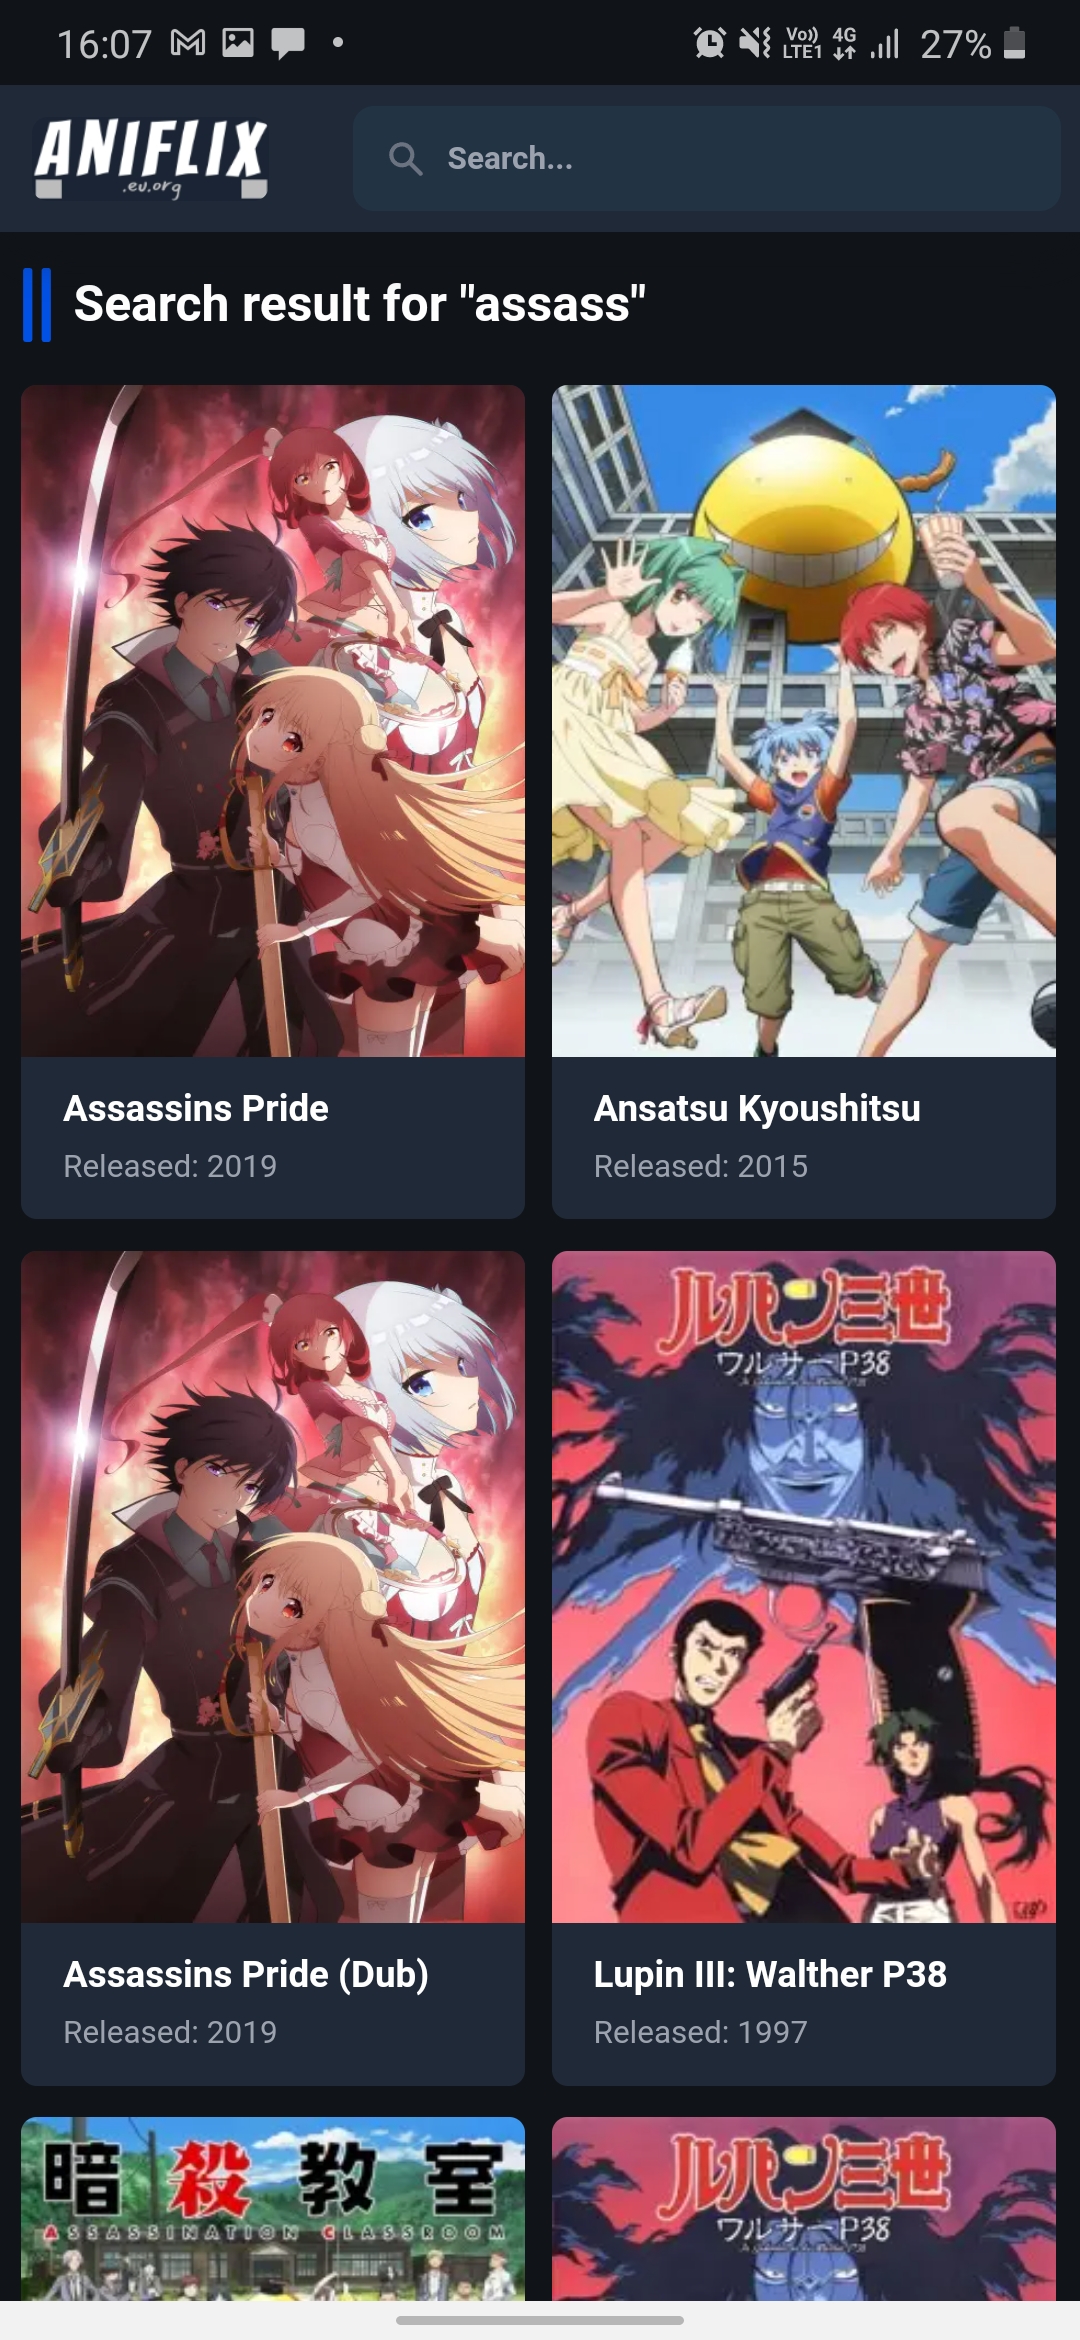 16:07
Vo)) LTE1 4G 27%
ANIFLIX
.eu.org
Search...
Search result for "assass"
Assassins Pride
Released: 2019
Ansatsu Kyoushitsu
Released: 2015
ルパン三世
ワルサーP38
Assassins Pride (Dub)
Released: 2019
Lupin III: Walther P38
Released: 1997
暗殺教室
ASSASSINATION CLASSROOM
ルパン三世
ワルサーP38